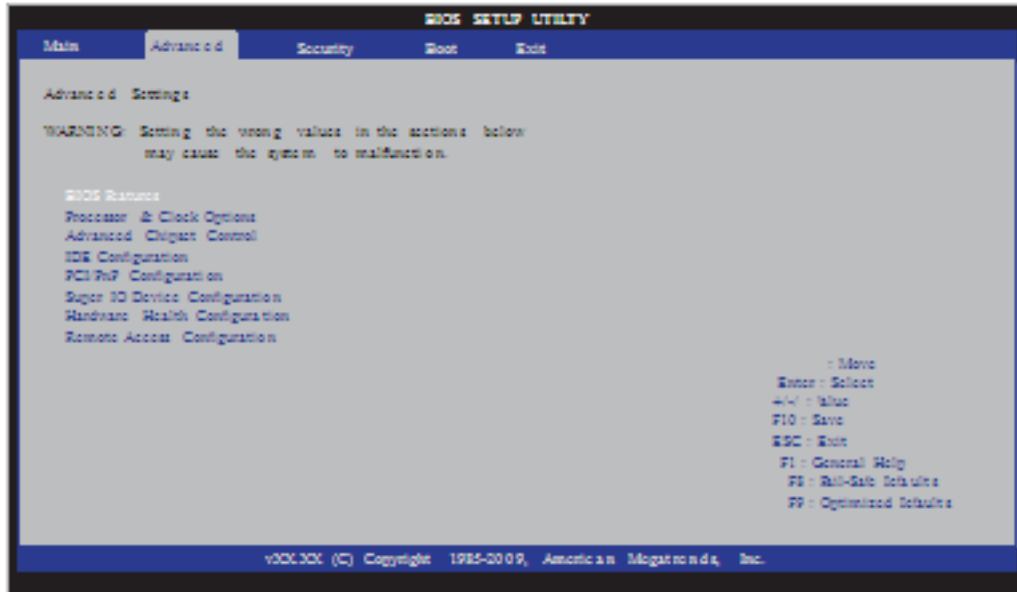 BIOS SETUP UTILTY
Main Advanced Security Boot Exit
Advanced Settings
WARNING: Setting the wrong values in the sections below
may cause the system to malfunction.
BIOS Features
Processor & Clock Options
Advanced Chipset Control
IDE Configuration
PCI/PnP Configuration
Super IO Device Configuration
Hardware Health Configuration
Remote Access Configuration
: Move
Enter : Select
+/-/ : Value
F10 : Save
ESC : Exit
F1 : General Help
F8 : Fail-Safe Defaults
F9 : Optimized Defaults
vXX.XX (C) Copyright 1985-2009, American Megatrends, Inc.